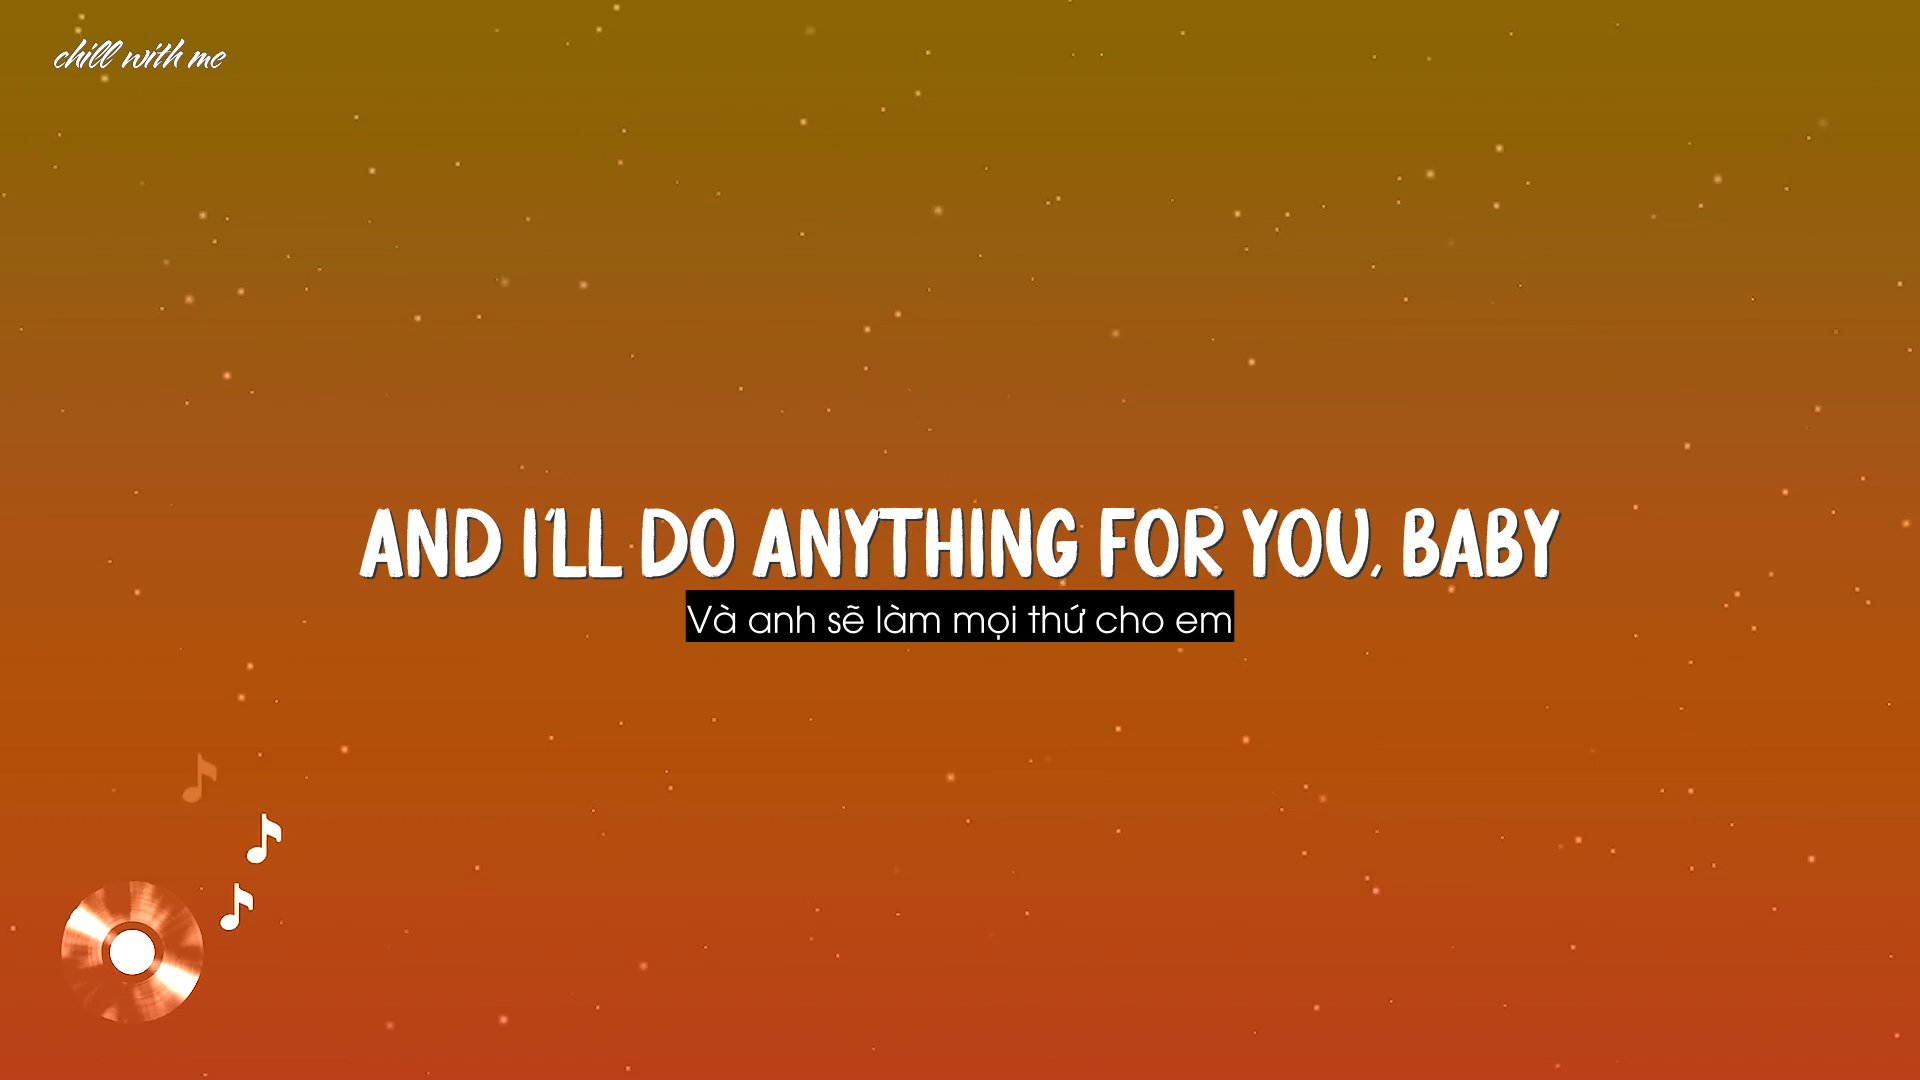 chill with me
AND I'LL DO ANYTHING FOR YOU, BABY
Và anh sẽ làm mọi thứ cho em